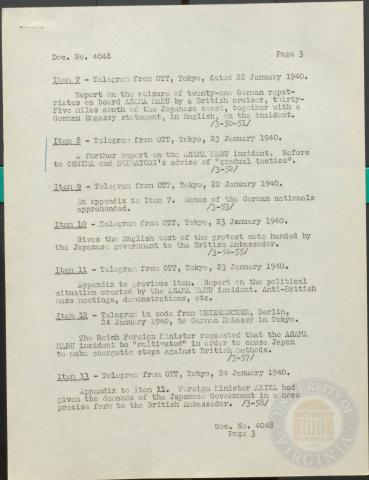 Doc. No. 4048 Page 3
Item 7 - Telegram from OTT, Tokyo, dated 22 January 1940.
Report on the seizure of twenty-one German repat-
riates on board ASAMA MARU by a British cruiser, thirty-
five miles south of the Japanese coast, together with a
German Embassy statement, in English, on the incident.
/3-50-51/
Item 8 - Telegram from OTT, Tokyo, 23 January 1940.
A further report on the ASAMA MARU incident. Refers
to OSHIMA and SHIRATORI's advice of "gradual tactics".
/3-52/
Item 9 - Telegram from OTT, Tokyo, 22 January 1940.
An appendix to Item 7. Names of the German nationals
apprehended. /3-53/
Item 10 - Telegram from OTT, Tokyo, 23 January 1940.
Gives the English text of the protest note handed by
the Japanese government to the British Ambassador.
/3-54-55/
Item 11 - Telegram from OTT, Tokyo, 23 January 1940.
Appendix to previous item. Report on the political
situation created by the ASAMA MARU incident. Anti-British
mass meetings, demonstrations, etc.
Item 12 - Telegram in code from WEIZSAECKER, Berlin,
24 January 1940, to German Embassy in Tokyo.
The Reich Foreign Minister requested that the ASAMA
MARU incident be "cultivated" in order to cause Japan
to make energetic steps against British methods.
/3-57/
Item 13 - Telegram from OTT, Tokyo, 24 January 1940.
Appendix to Item 11. Foreign Minister ARITA had
given the demands of the Japanese Government in a more
precise form to the British Ambassador. /3-58/
Doc. No. 4048
Page 3
UNIVERSITY OF VIRGINIA